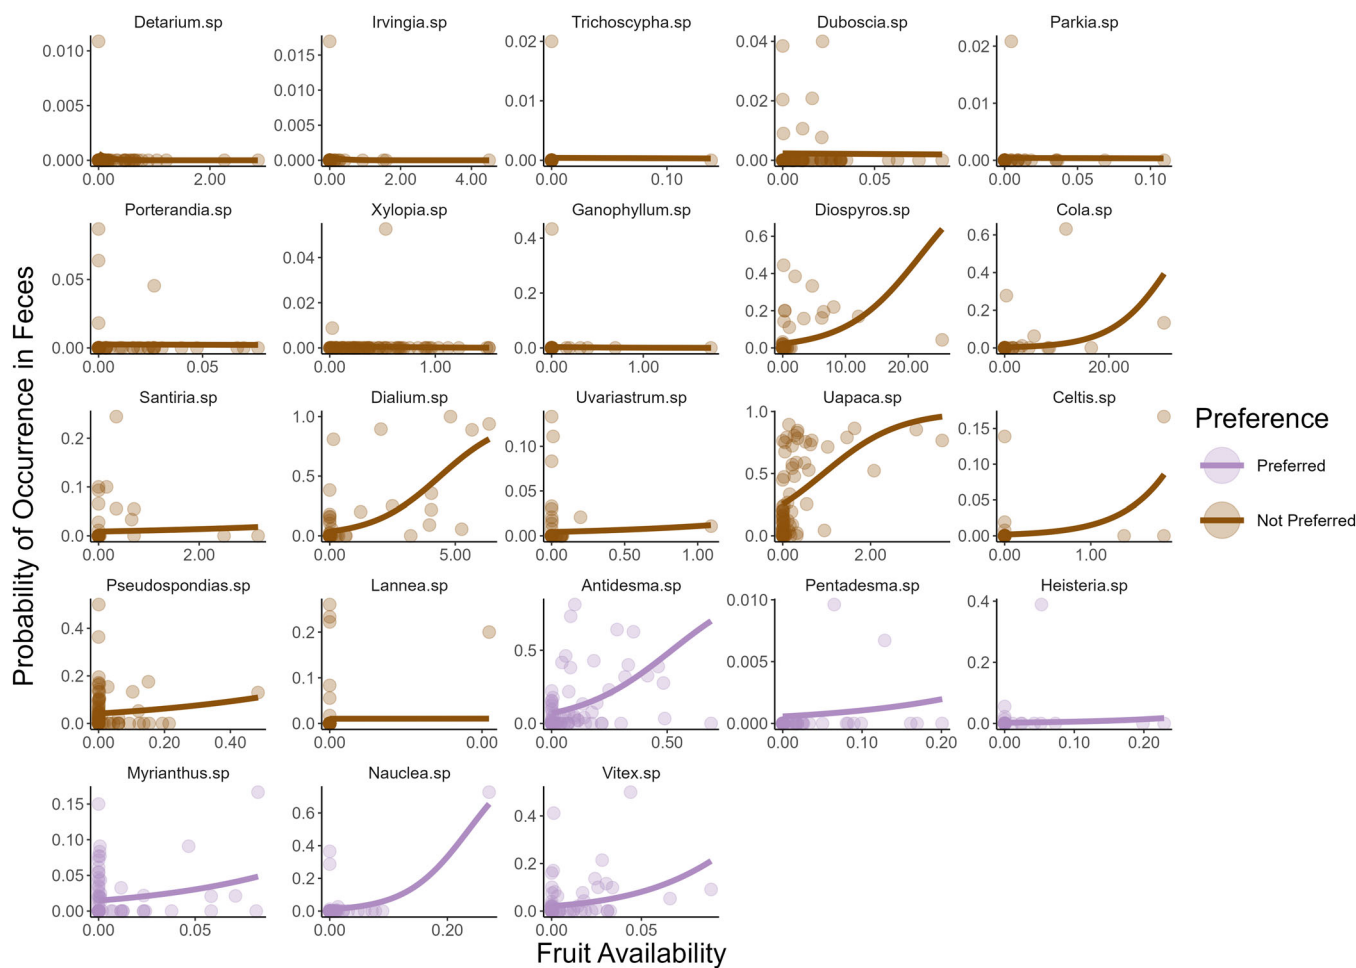 Detarium.sp Irvingia.sp Trichoscypha.sp Duboscia.sp Parkia.sp
0.010 0.005 0.000
0.015 0.010 0.005 0.000
0.02 0.01 0.00
0.04 0.02 0.00
0.02 0.01 0.00
0.00 2.00 0.00 2.00 4.00 0.00 0.10 0.00 0.05 0.00 0.05 0.10
Porterandia.sp Xylopia.sp Ganophyllum.sp Diospyros.sp Cola.sp
0.05 0.00
0.04 0.02 0.00
0.4 0.2 0.0
0.6 0.4 0.2 0.0
0.6 0.4 0.2 0.0
0.00 0.05 0.00 1.00 0.00 1.00 0.00 10.00 20.00 0.00 20.00
Santiria.sp Dialium.sp Uvariastrum.sp Uapaca.sp Celtis.sp
0.2 0.1 0.0
1.0 0.5 0.0
0.10 0.05 0.00
1.0 0.5 0.0
0.15 0.10 0.05 0.00
0.00 2.00 0.00 5.00 0.00 0.50 1.00 0.00 2.00 0.00 1.00
Pseudospondias.sp Lannea.sp Antidesma.sp Pentadesma.sp Heisteria.sp
0.4 0.2 0.0
0.2 0.1 0.0
0.5 0.0
0.010 0.005 0.000
0.4 0.2 0.0
0.00 0.20 0.40 0.00 0.00 0.00 0.50 0.00 0.10 0.20 0.00 0.10 0.20
Myrianthus.sp Nauclea.sp Vitex.sp
0.15 0.10 0.05 0.00
0.6 0.4 0.2 0.0
0.4 0.2 0.0
0.00 0.05 0.00 0.20 0.00 0.05
Probability of Occurrence in Feces
Fruit Availability
Preference
Preferred
Not Preferred